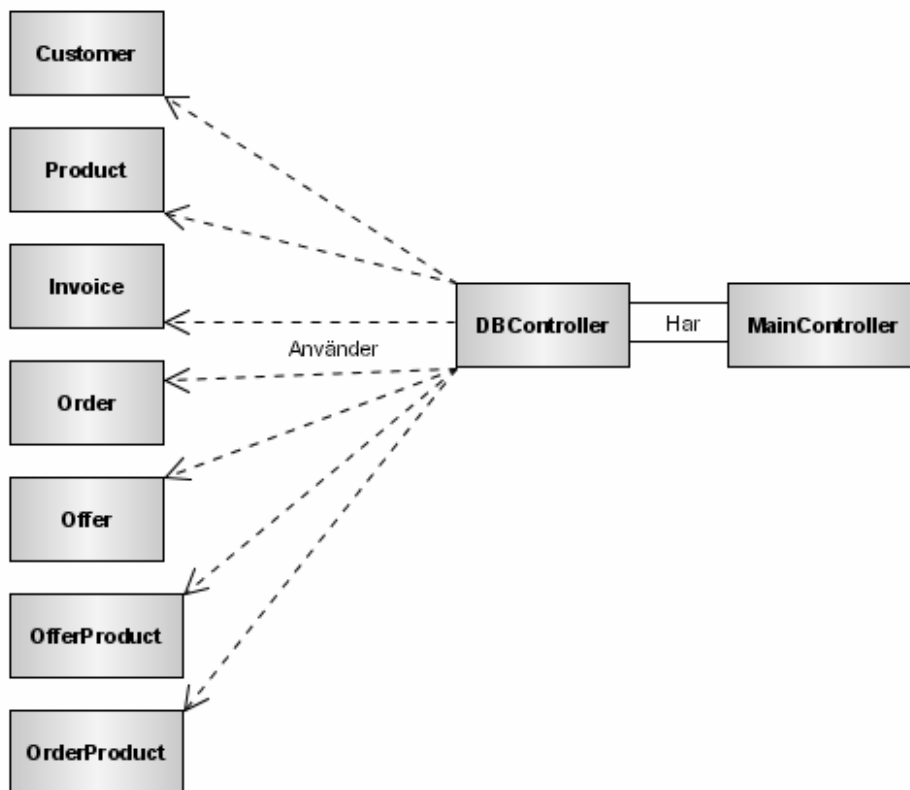 Customer
Product
Invoice
DBController
Har
MainController
Använder
Order
Offer
OfferProduct
OrderProduct